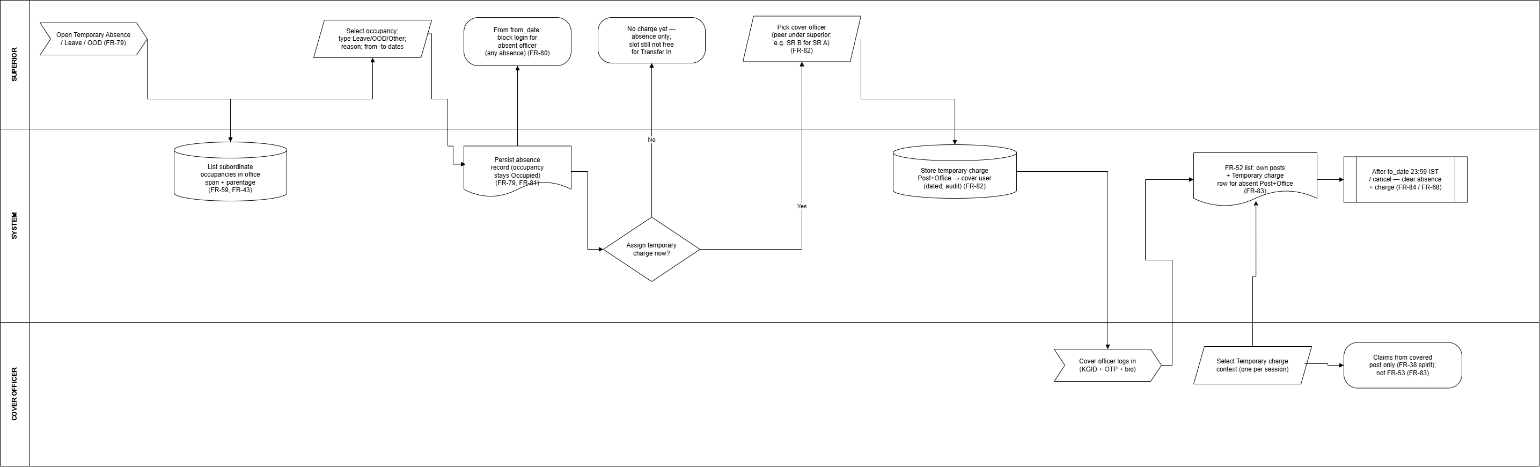 SUPERIOR
Open Temporary Absence
/ Leave / OOD (FR-79)
Select occupancy;
type Leave/OOD/Other;
reason; from–to dates
From from_date:
block login for
absent officer
(any absence) (FR-80)
No charge yet —
absence only;
slot still not free
for Transfer In
Pick cover officer
(peer under superior;
e.g. SR B for SR A)
(FR-82)
SYSTEM
List subordinate
occupancies in office
span + parentage
(FR-59, FR-43)
Persist absence
record (occupancy
stays Occupied)
(FR-79, FR-81)
No
Assign temporary
charge now?
Yes
Store temporary charge
Post+Office → cover user
(dated; audit) (FR-82)
FR-52 list: own posts
+ Temporary charge
row for absent Post+Office
(FR-83)
After to_date 23:59 IST
/ cancel — clear absence
+ charge (FR-84 / FR-68)
COVER OFFICER
Cover officer logs in
(KGID + OTP + bio)
Select Temporary charge
context (one per session)
Claims from covered
post only (FR-38 spirit);
not FR-53 (FR-83)